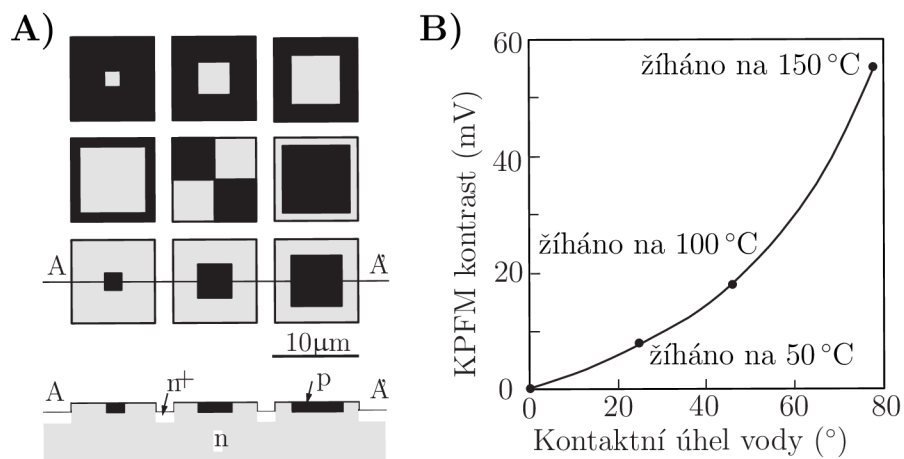 A)
A A'
10μm
A n+ p A'
n
B)
KPFM kontrast (mV)
60
40
20
0
žíháno na 150 °C
žíháno na 100 °C
žíháno na 50 °C
0 20 40 60 80
Kontaktní úhel vody (°)